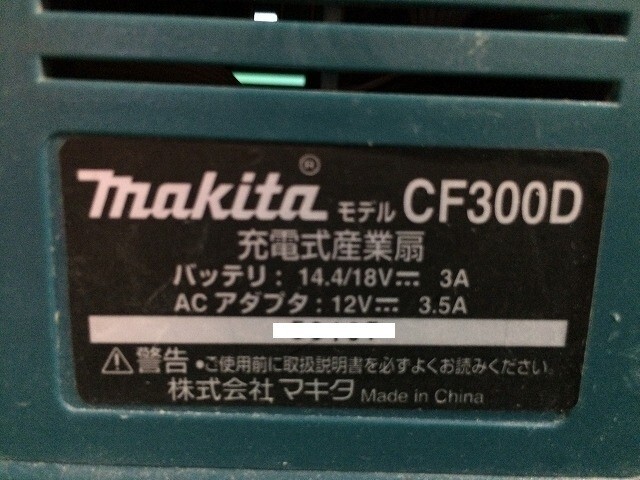 makita® モデル CF300D
充電式産業扇
バッテリ: 14.4/18V⎓ 3A
AC アダプタ: 12V⎓ 3.5A
⚠警告 •ご使用前に取扱説明書を必ずよくお読みください。
株式会社 マキタ Made in China